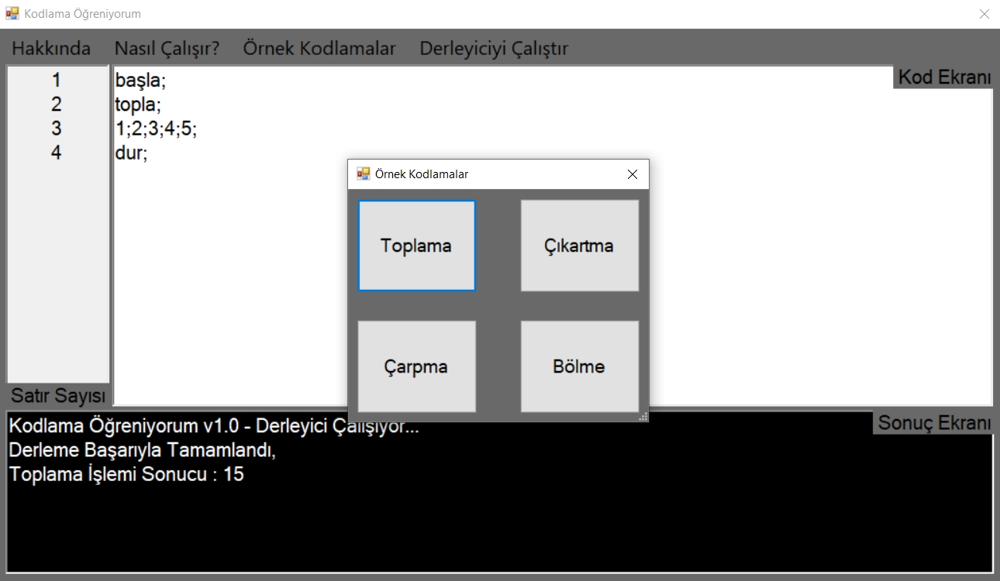 Kodlama Öğreniyorum
Hakkında Nasıl Çalışır? Örnek Kodlamalar Derleyiciyi Çalıştır
Kod Ekranı
1 başla;
2 topla;
3 1;2;3;4;5;
4 dur;
Satır Sayısı
Örnek Kodlamalar
Toplama Çıkartma
Çarpma Bölme
Sonuç Ekranı
Kodlama Öğreniyorum v1.0 - Derleyici Çalışıyor...
Derleme Başarıyla Tamamlandı,
Toplama İşlemi Sonucu : 15